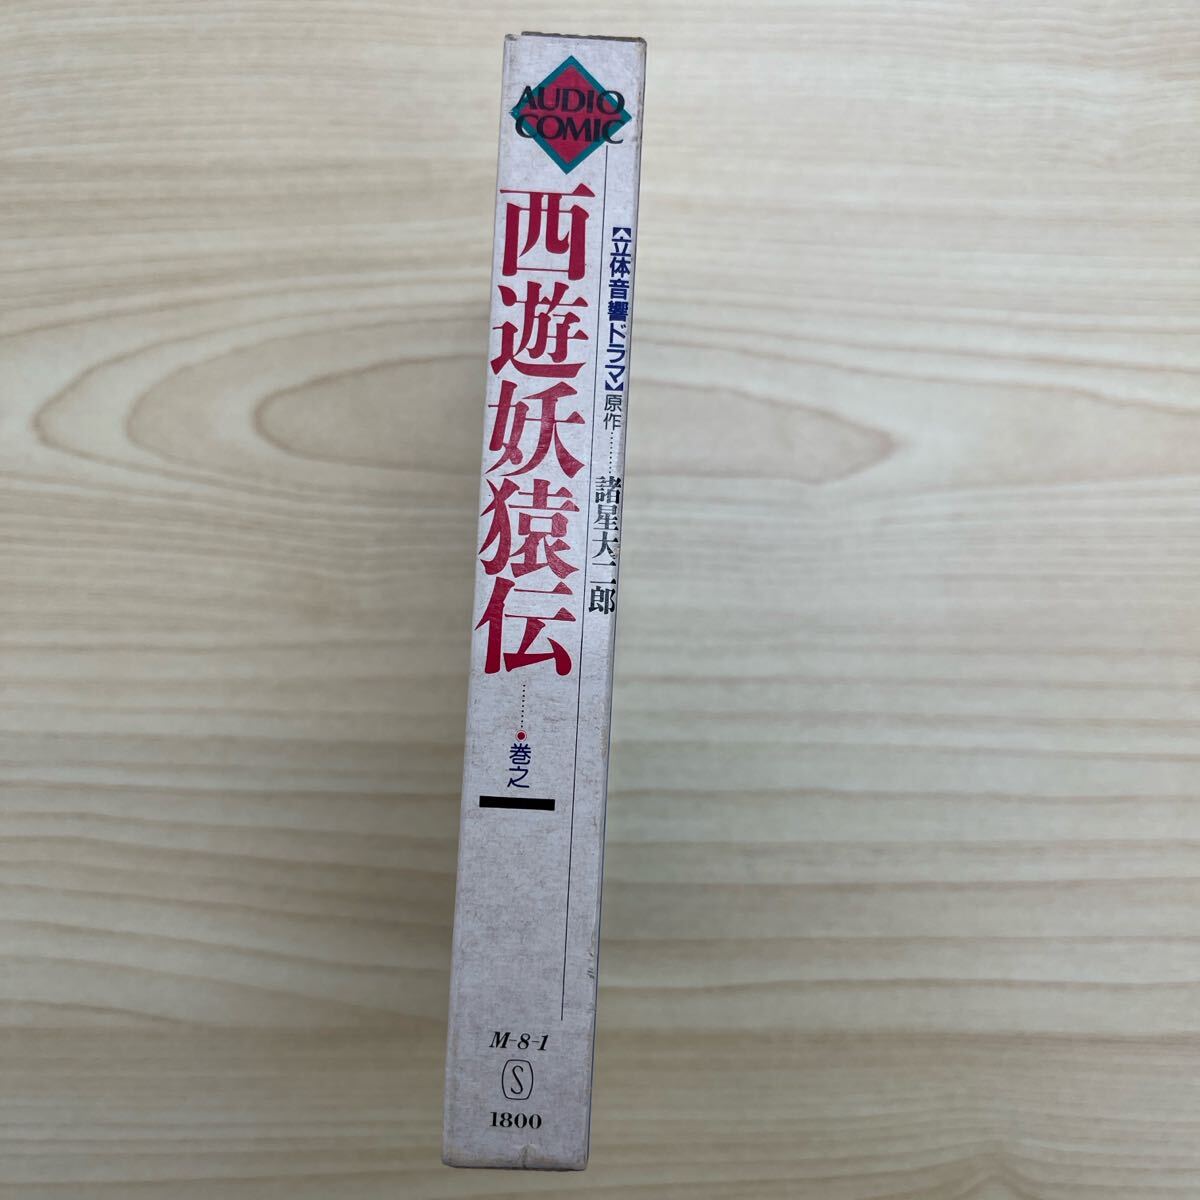 AUDIO
COMIC
【立体音響ドラマ】原作………諸星大二郎
西遊妖猿伝………●巻之一
M-8-1
S
1800